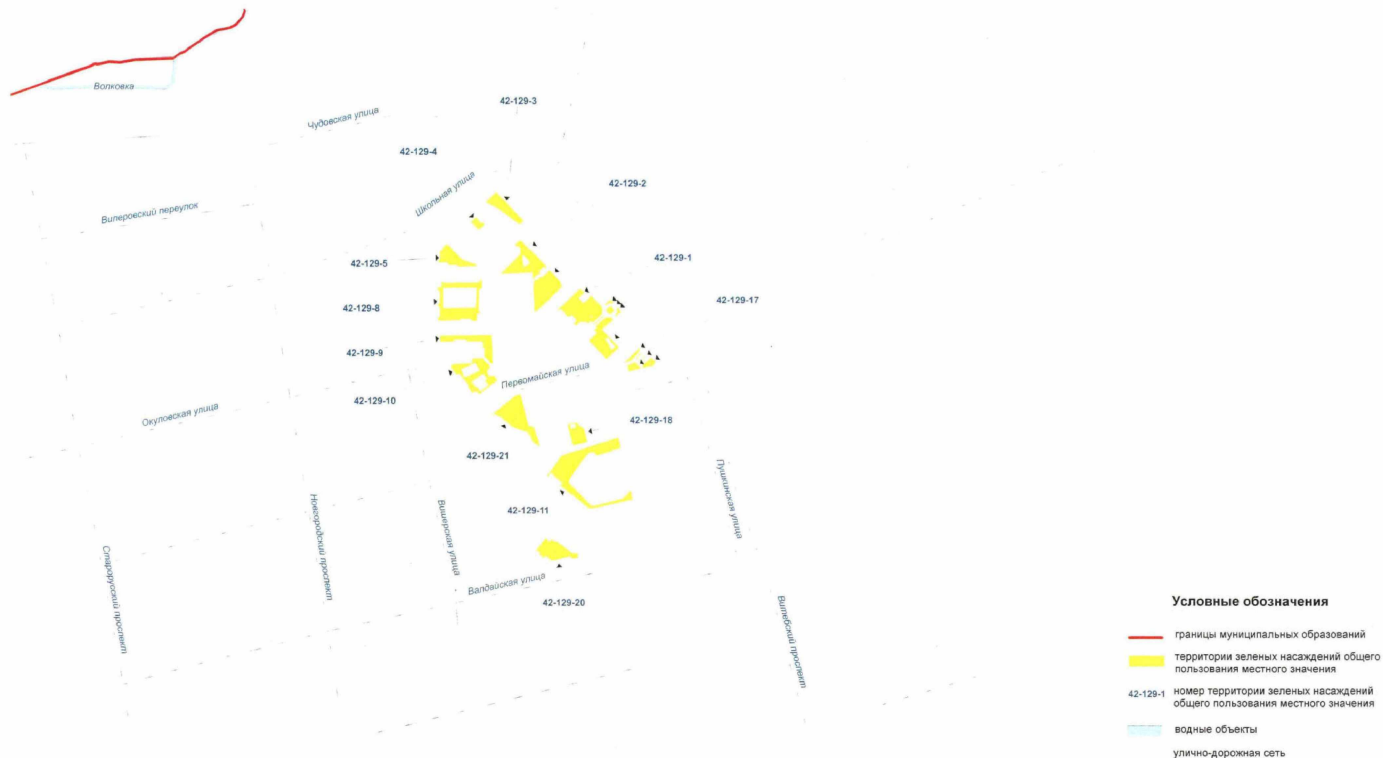 Волковка
42-129-3
Чудовская улица
42-129-4
Школьная улица
42-129-2
Вилеровский переулок
42-129-5
42-129-1
42-129-8
42-129-17
42-129-9
Первомайская улица
42-129-10
Окуловская улица
42-129-18
42-129-21
42-129-11
Пушкинская улица
Новгородский проспект
Вишерская улица
Старорусский проспект
Валдайская улица
42-129-20
Витебский проспект
Условные обозначения
границы муниципальных образований
территории зеленых насаждений общего
пользования местного значения
42-129-1
номер территории зеленых насаждений
общего пользования местного значения
водные объекты
улично-дорожная сеть